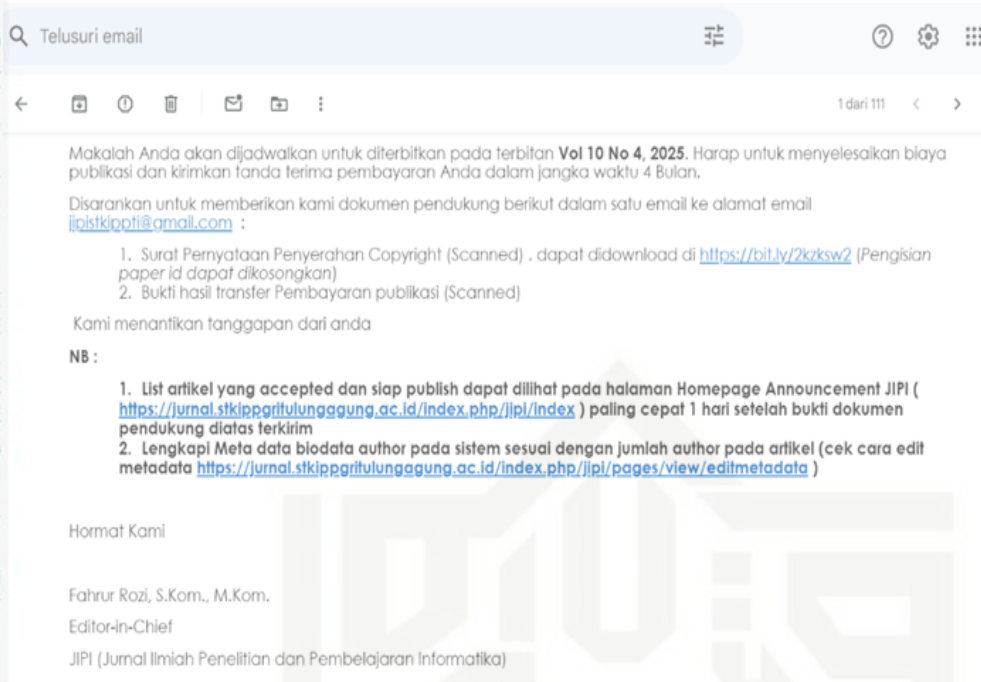 Telusuri email
1 dari 111
Makalah Anda akan dijadwalkan untuk diterbitkan pada terbitan Vol 10 No 4, 2025. Harap untuk menyelesaikan biaya
publikasi dan kirimkan tanda terima pembayaran Anda dalam jangka waktu 4 Bulan.
Disarankan untuk memberikan kami dokumen pendukung berikut dalam satu email ke alamat email
jipistkippti@gmail.com :
1. Surat Pernyataan Penyerahan Copyright (Scanned) . dapat didownload di https://bit.ly/2kzksw2 (Pengisian
paper id dapat dikosongkan)
2. Bukti hasil transfer Pembayaran publikasi (Scanned)
Kami menantikan tanggapan dari anda
NB :
1. List artikel yang accepted dan siap publish dapat dilihat pada halaman Homepage Announcement JIPI (
https://jurnal.stkippgritulungagung.ac.id/index.php/jipi/index ) paling cepat 1 hari setelah bukti dokumen
pendukung diatas terkirim
2. Lengkapi Meta data biodata author pada sistem sesuai dengan jumlah author pada artikel (cek cara edit
metadata https://jurnal.stkippgritulungagung.ac.id/index.php/jipi/pages/view/editmetadata )
Hormat Kami
Fahrur Rozi, S.Kom., M.Kom.
Editor-in-Chief
JIPI (Jurnal Ilmiah Penelitian dan Pembelajaran Informatika)